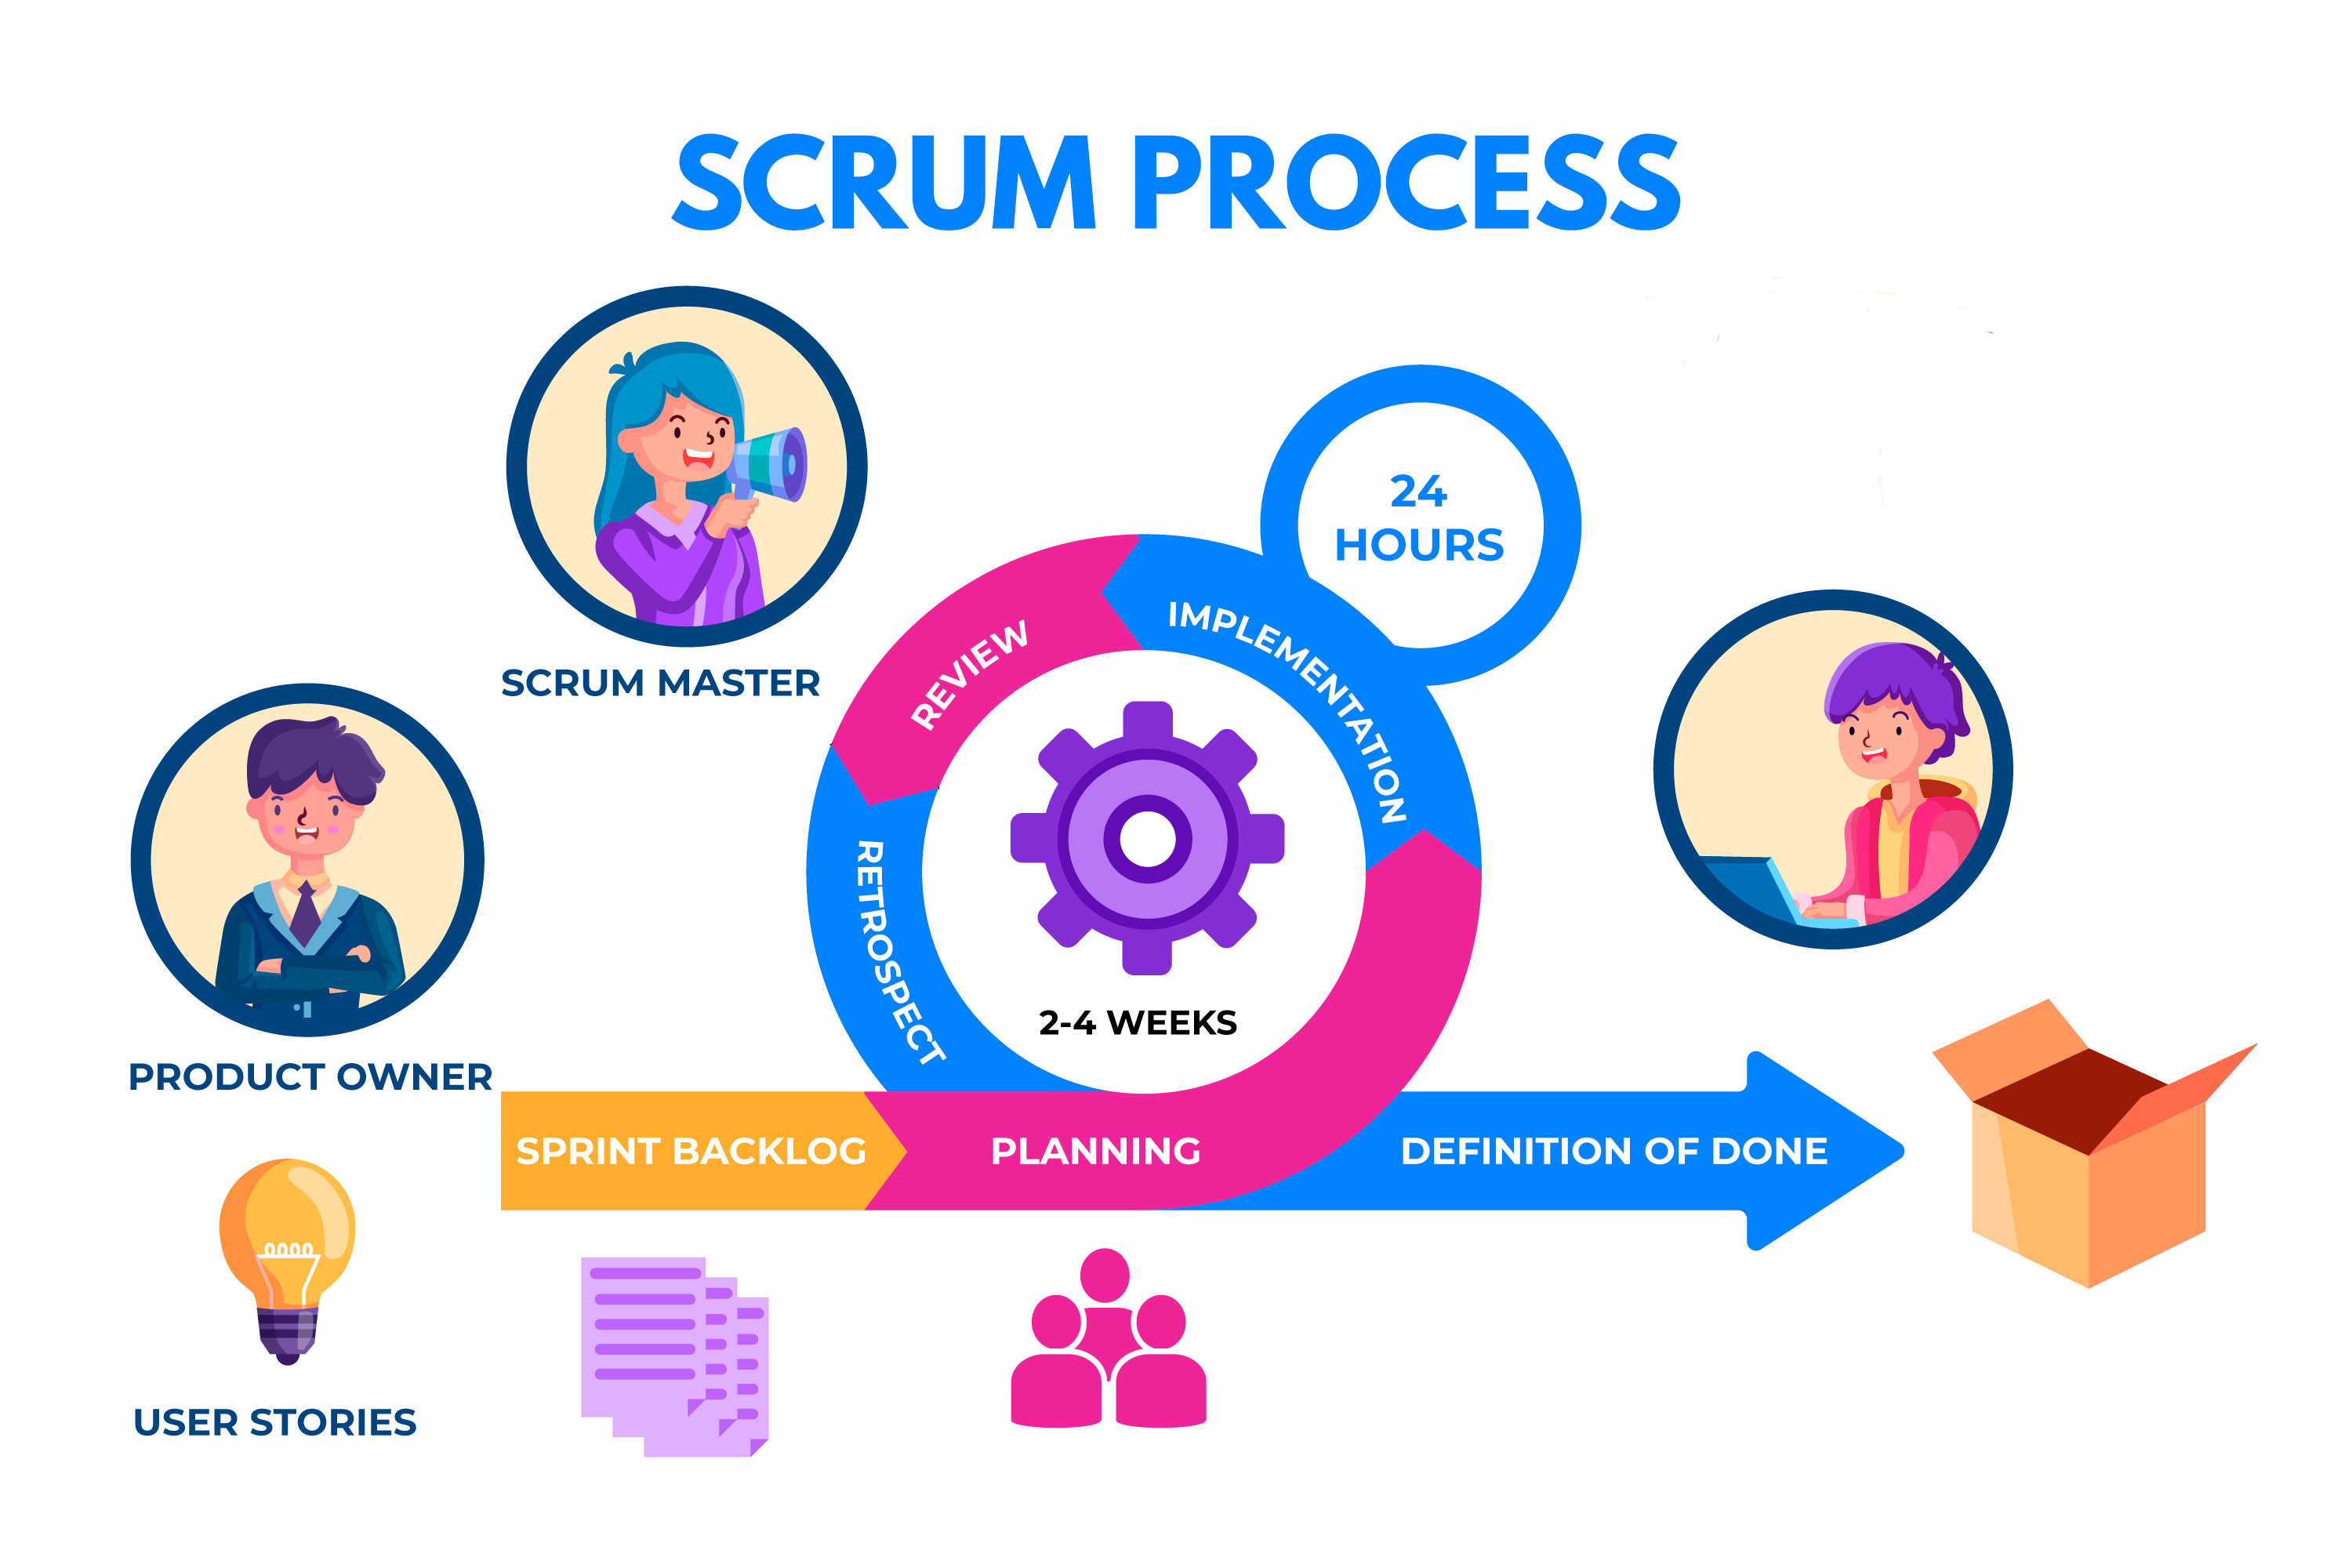 SCRUM PROCESS
24
HOURS
SCRUM MASTER
REVIEW
IMPLEMENTATION
RETROSPECT
2-4 WEEKS
PRODUCT OWNER
SPRINT BACKLOG
PLANNING
DEFINITION OF DONE
USER STORIES